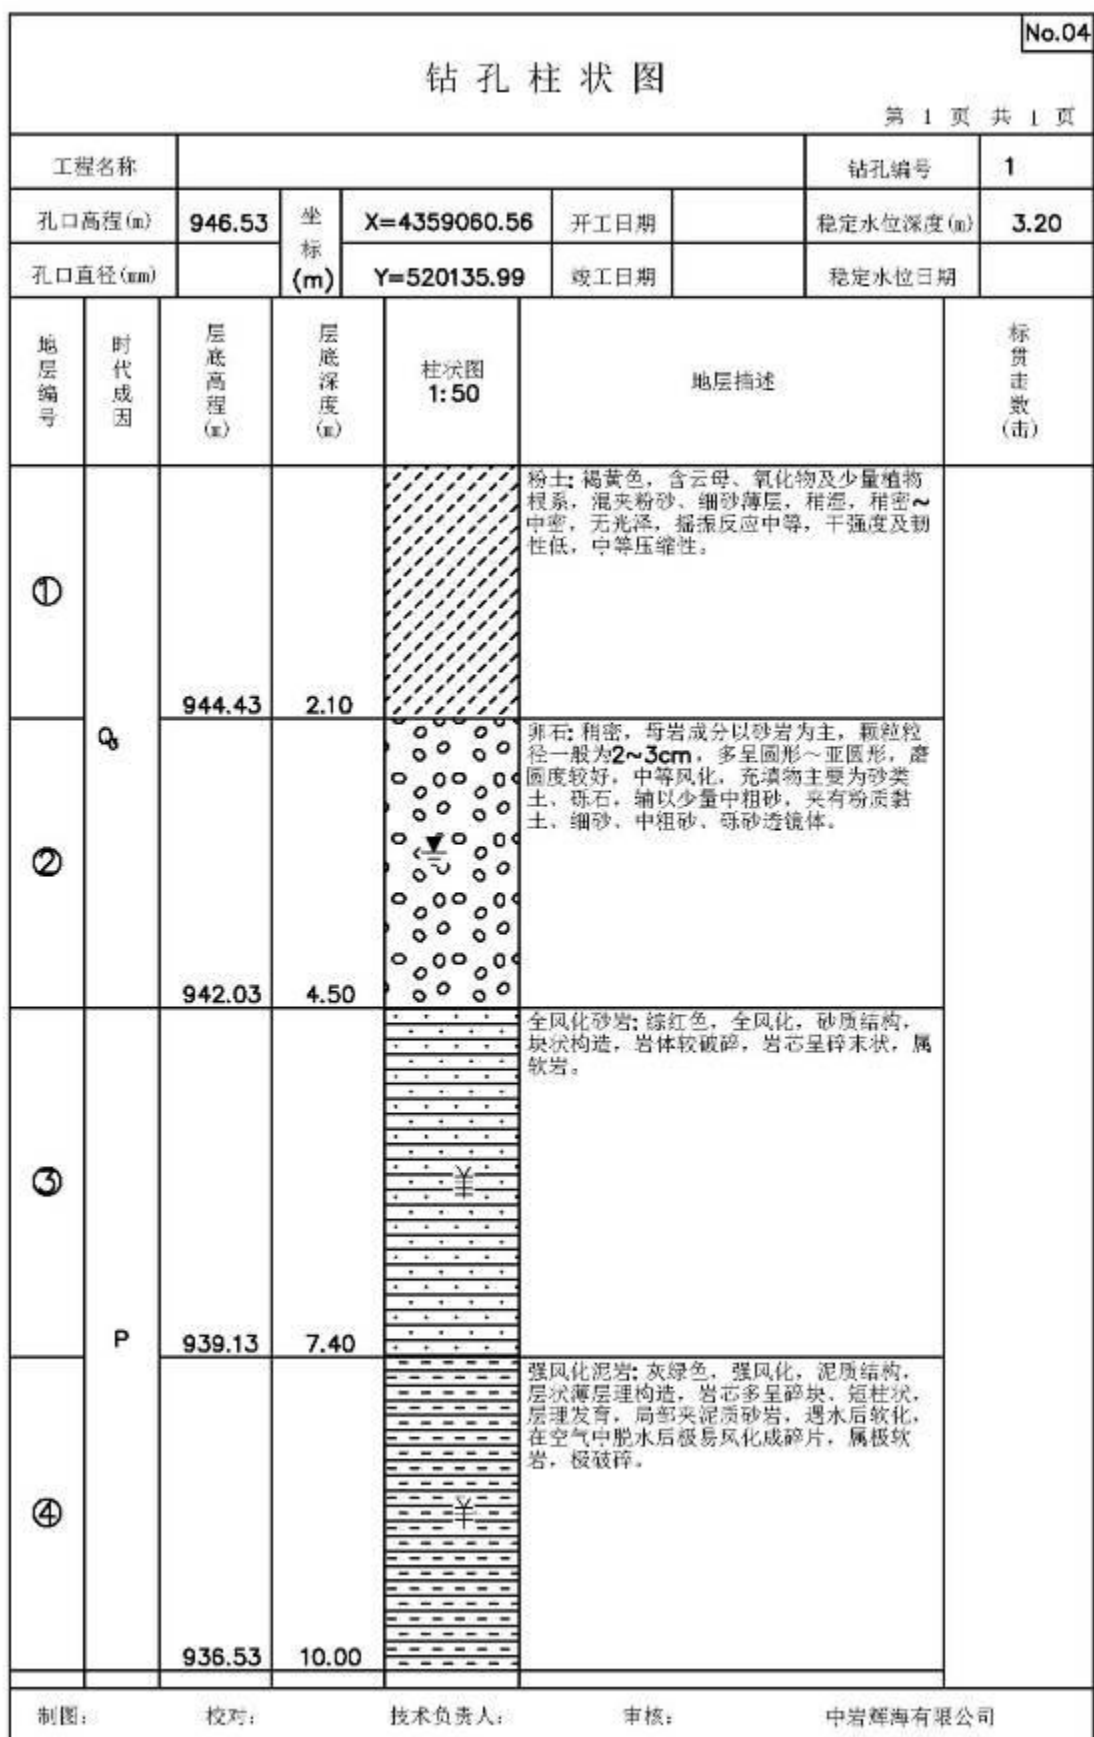 No.04
钻孔柱状图
第 1 页 共 1 页
工程名称 钻孔编号 1
孔口高程(m) 946.53 坐标(m) X=4359060.56 开工日期 稳定水位深度(m) 3.20
孔口直径(mm) Y=520135.99 竣工日期 稳定水位日期
地层编号 时代成因 层底高程(m) 层底深度(m) 柱状图 1:50 地层描述 标贯击数(击)
粉土:褐黄色，含云母、氧化物及少量植物
根系，混夹粉砂、细砂薄层，稍湿，稍密~
中密，无光泽，摇振反应中等，干强度及韧
性低，中等压缩性。
①
944.43 2.10
卵石:稍密，母岩成分以砂岩为主，颗粒粒
径一般为2~3cm，多呈圆形~亚圆形，磨
圆度较好，中等风化，充填物主要为砂类
土、砾石，辅以少量中粗砂，夹有粉质黏
土、细砂、中粗砂、砾砂透镜体。
②
942.03 4.50
全风化砂岩:综红色，全风化，砂质结构，
块状构造，岩体较破碎，岩芯呈碎末状，属
软岩。
③
P
939.13 7.40
强风化泥岩:灰绿色，强风化，泥质结构，
层状薄层理构造，岩芯多呈碎块、短柱状，
层理发育，局部夹泥质砂岩，遇水后软化，
在空气中脱水后极易风化成碎片，属极软
岩，极破碎。
④
936.53 10.00
制图: 校对: 技术负责人: 审核: 中岩辉海有限公司